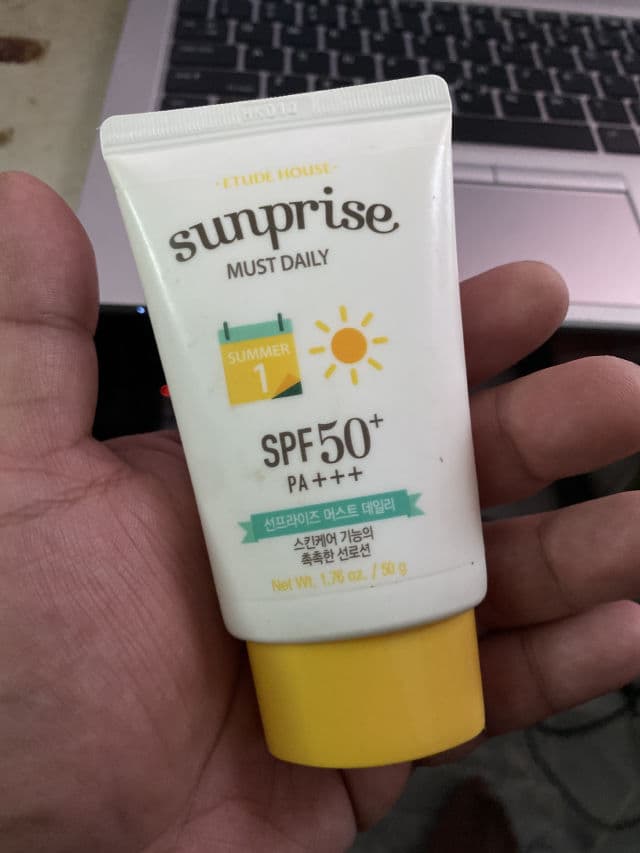 ·ETUDE HOUSE·
sunprise
MUST DAILY
SUMMER
1
SPF50+
PA+++
선프라이즈 머스트 데일리
스킨케어 기능의
촉촉한 선로션
Net Wt. 1.76 oz. / 50 g